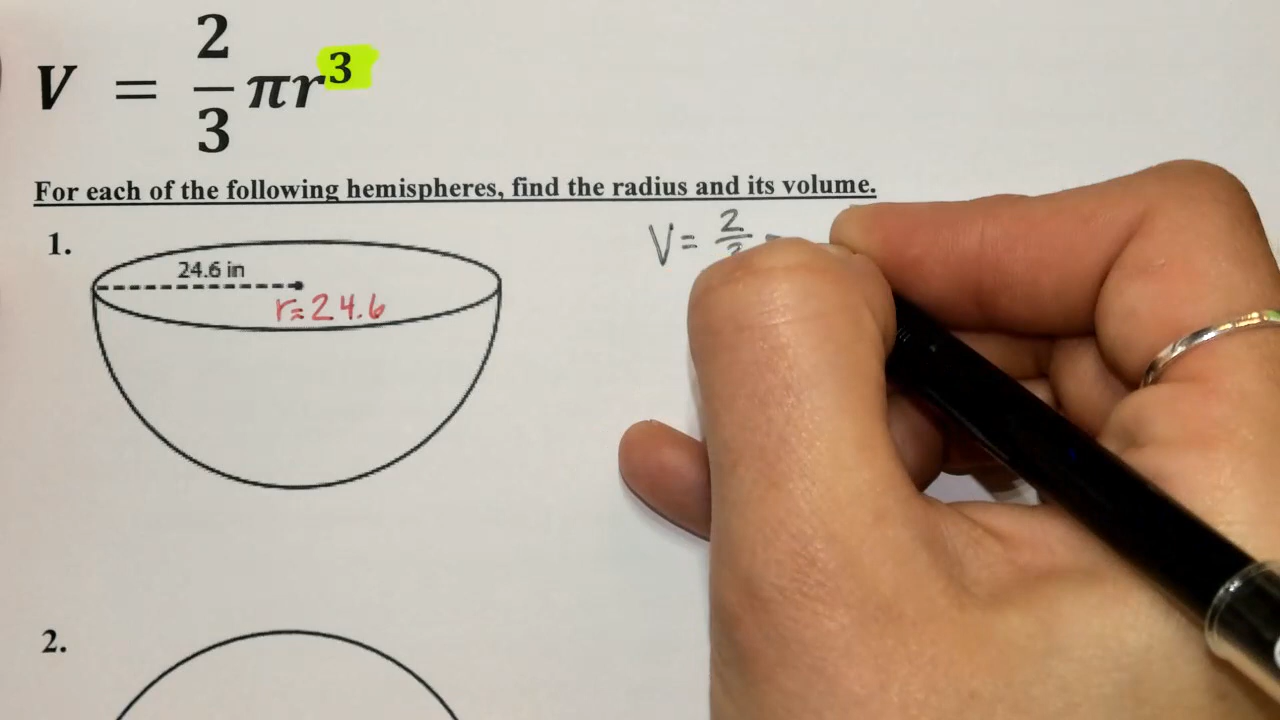 V = 2/3 πr³
For each of the following hemispheres, find the radius and its volume.
1.
24.6 in
r=24.6
V= 2
2.